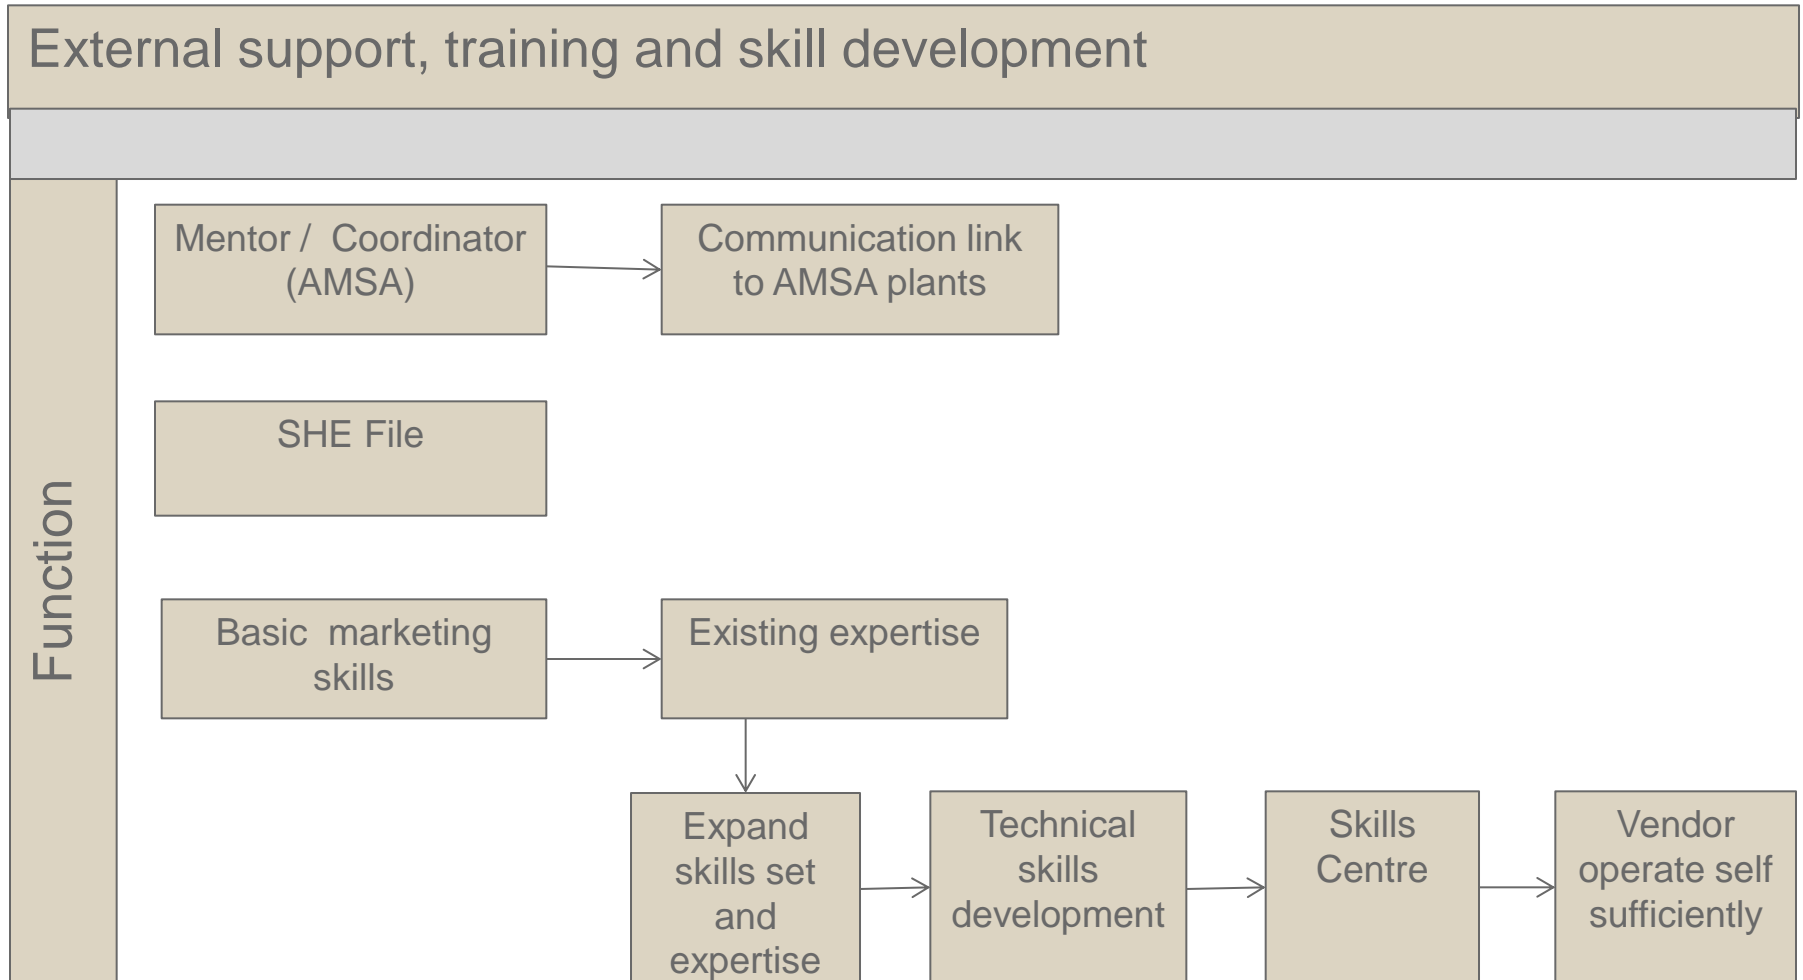 External support, training and skill development
Function
Mentor / Coordinator
(AMSA)
Communication link
to AMSA plants
SHE File
Basic marketing
skills
Existing expertise
Expand
skills set
and
expertise
Technical
skills
development
Skills
Centre
Vendor
operate self
sufficiently